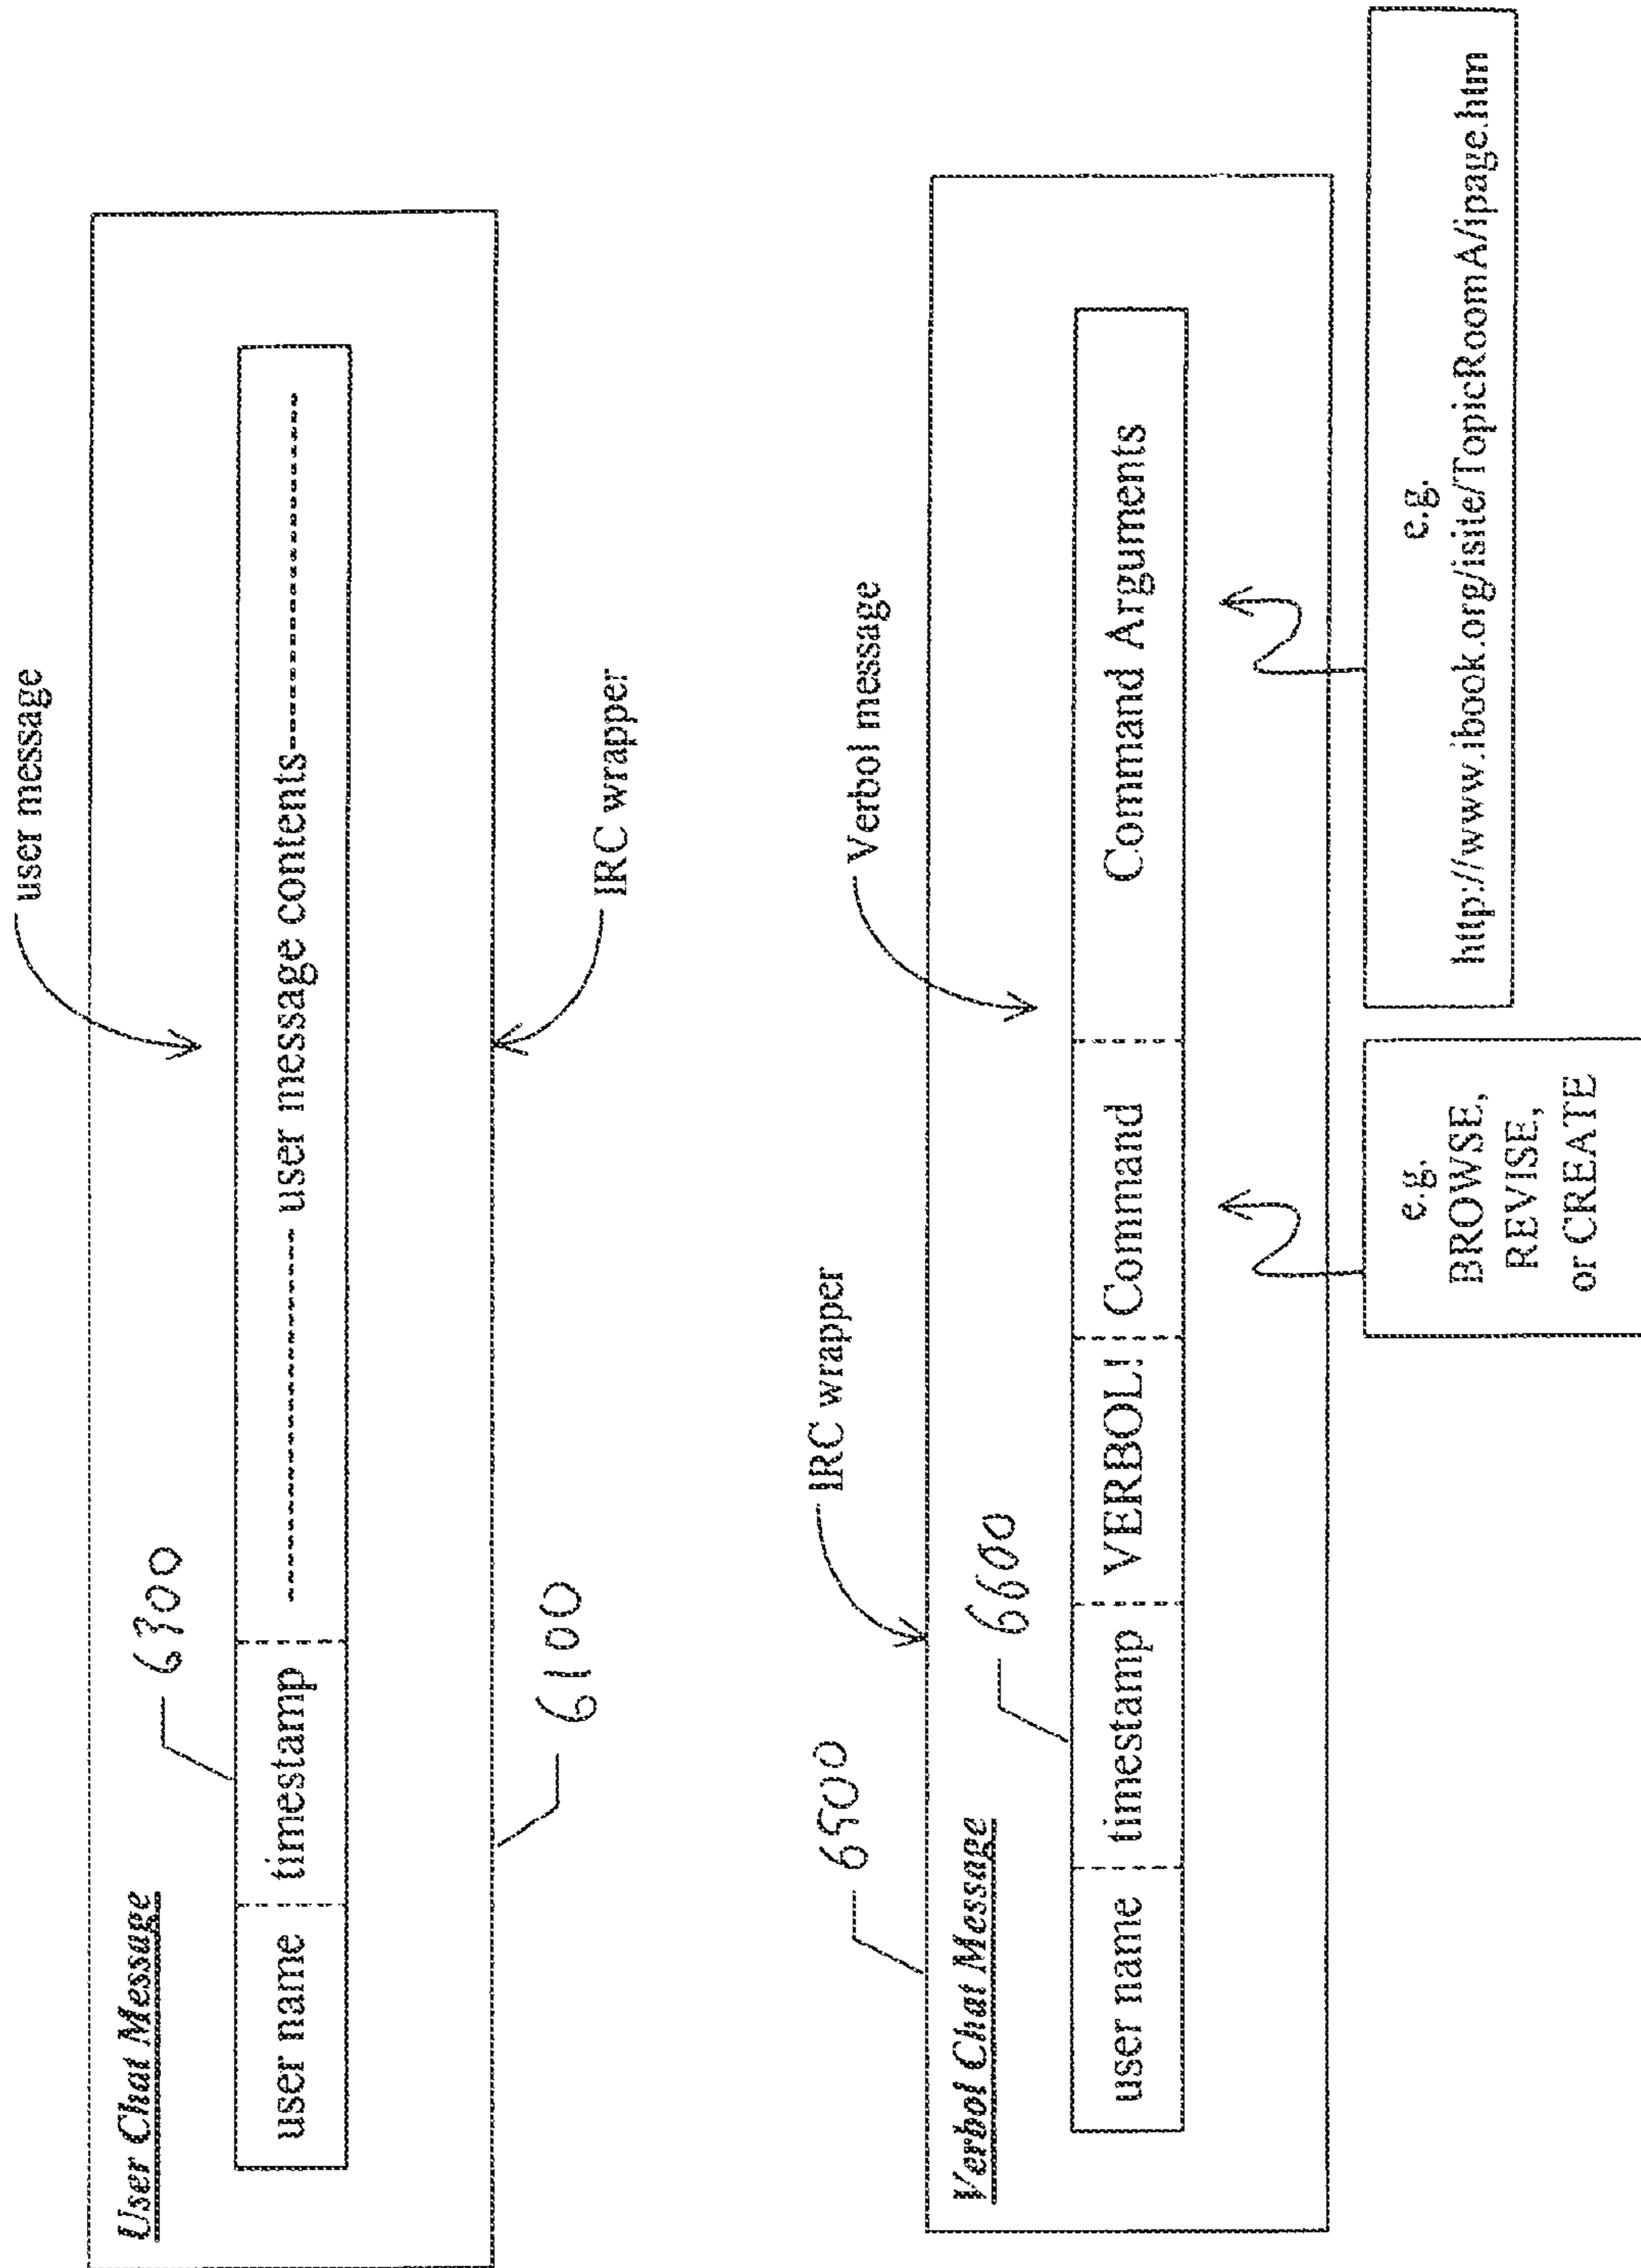 user message
User Chat Message
6300
user name
timestamp
-------------------- user message contents--------------------
6100
IRC wrapper
IRC wrapper
Verbol message
6500
Verbol Chat Message
6600
user name
timestamp
VERBOL!
Command
Command Arguments
e.g.
BROWSE,
REVISE,
or CREATE
e.g.
http://www.ibook.org/isite/TopicRoomA/ipage.htm